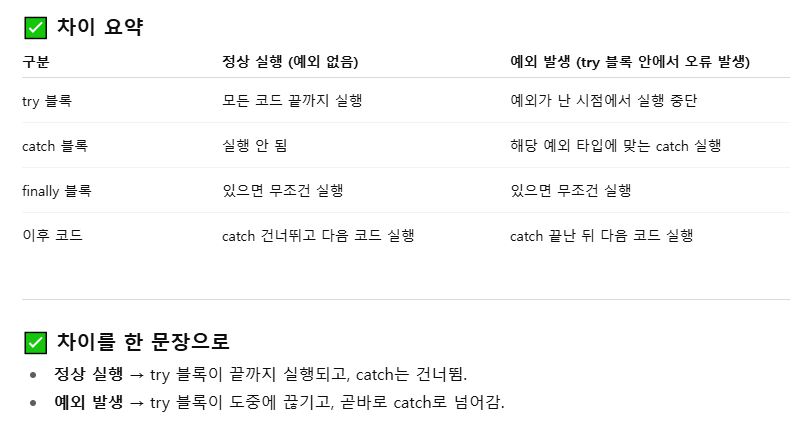 ✅ 차이 요약
구분 정상 실행 (예외 없음) 예외 발생 (try 블록 안에서 오류 발생)
try 블록 모든 코드 끝까지 실행 예외가 난 시점에서 실행 중단
catch 블록 실행 안 됨 해당 예외 타입에 맞는 catch 실행
finally 블록 있으면 무조건 실행 있으면 무조건 실행
이후 코드 catch 건너뛰고 다음 코드 실행 catch 끝난 뒤 다음 코드 실행
✅ 차이를 한 문장으로
• 정상 실행 → try 블록이 끝까지 실행되고, catch는 건너뜀.
• 예외 발생 → try 블록이 도중에 끊기고, 곧바로 catch로 넘어감.